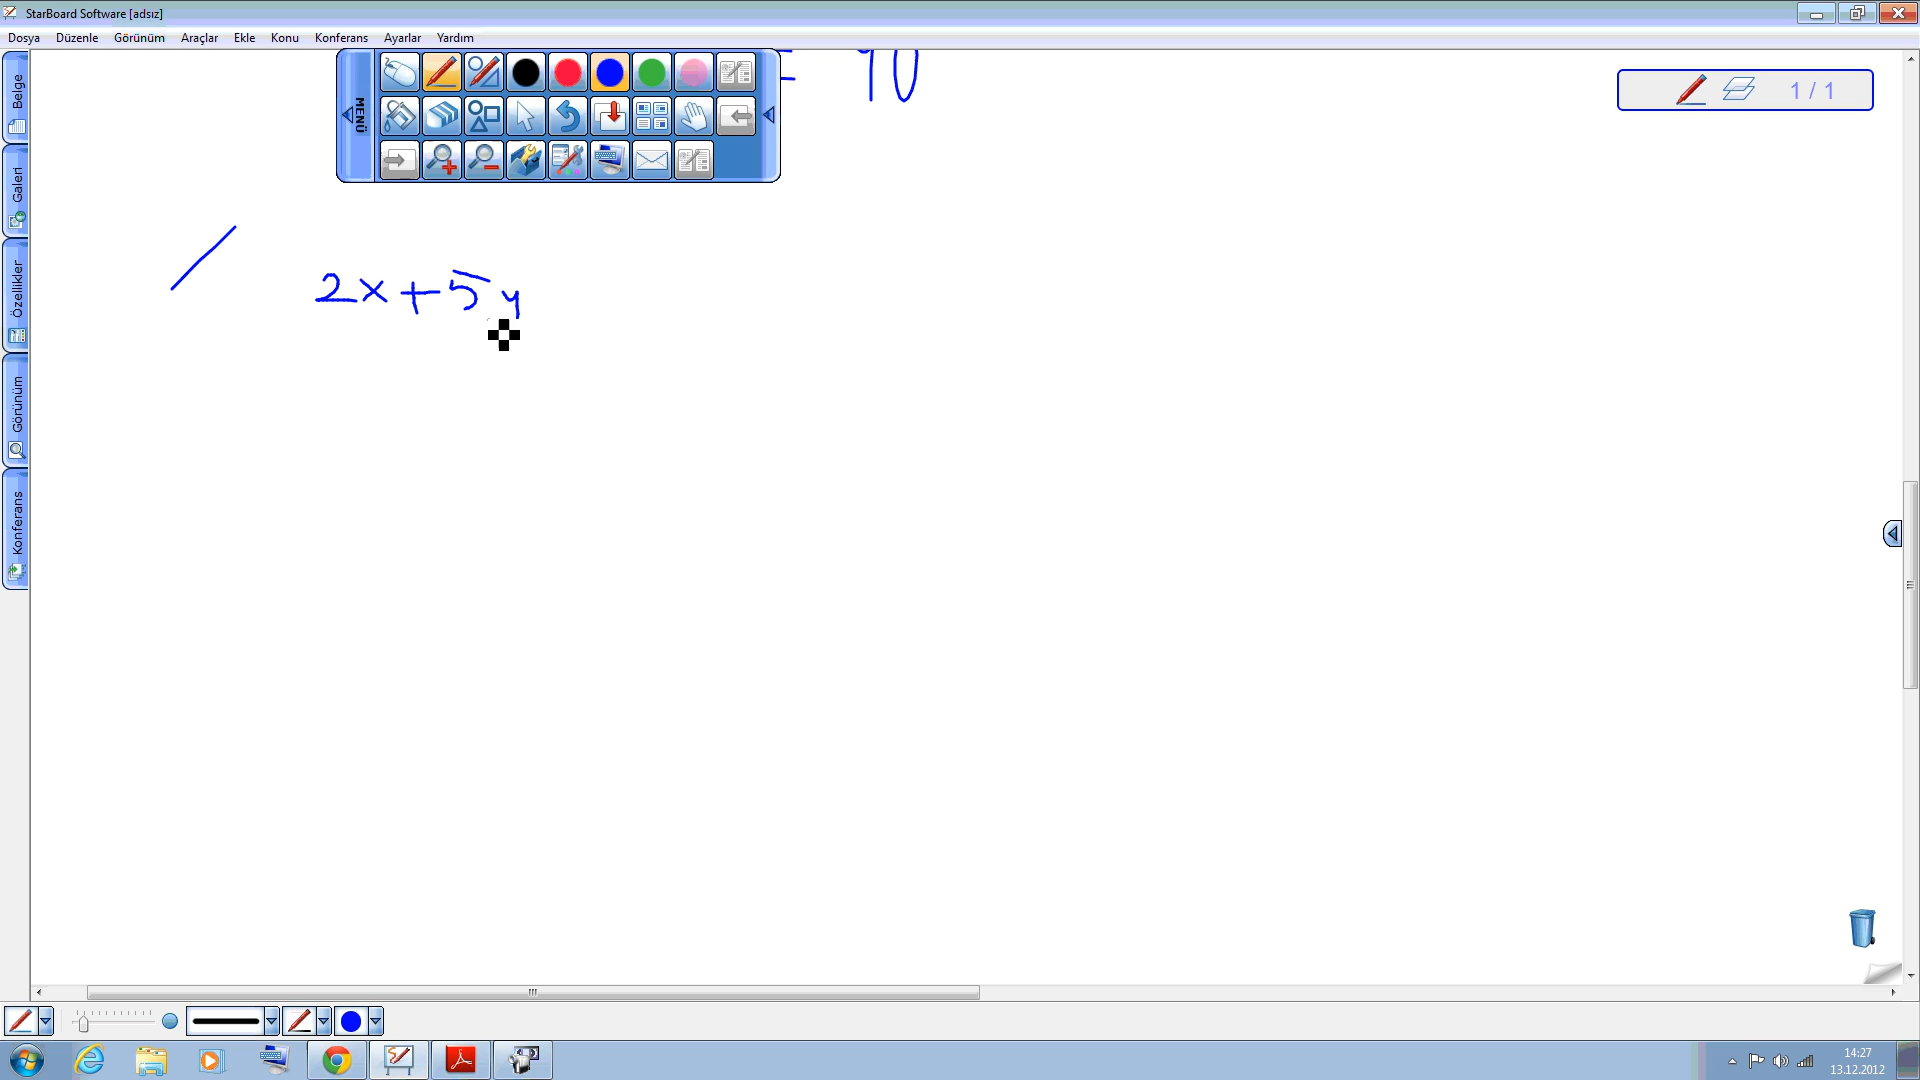 StarBoard Software [adsız]
Dosya Düzenle Görünüm Araçlar Ekle Konu Konferans Ayarlar Yardım
= 90
MENÜ
1 / 1
Belge
Galeri
Özellikler
Görünüm
Konferans
2x+5y
14:27
13.12.2012